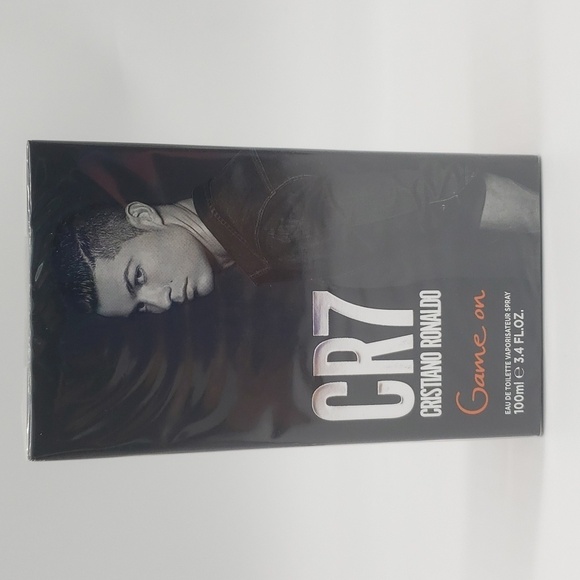 CR7
CRISTIANO RONALDO
Game on
EAU DE TOILETTE VAPORISATEUR SPRAY
100ml ℮ 3.4 FL.OZ.